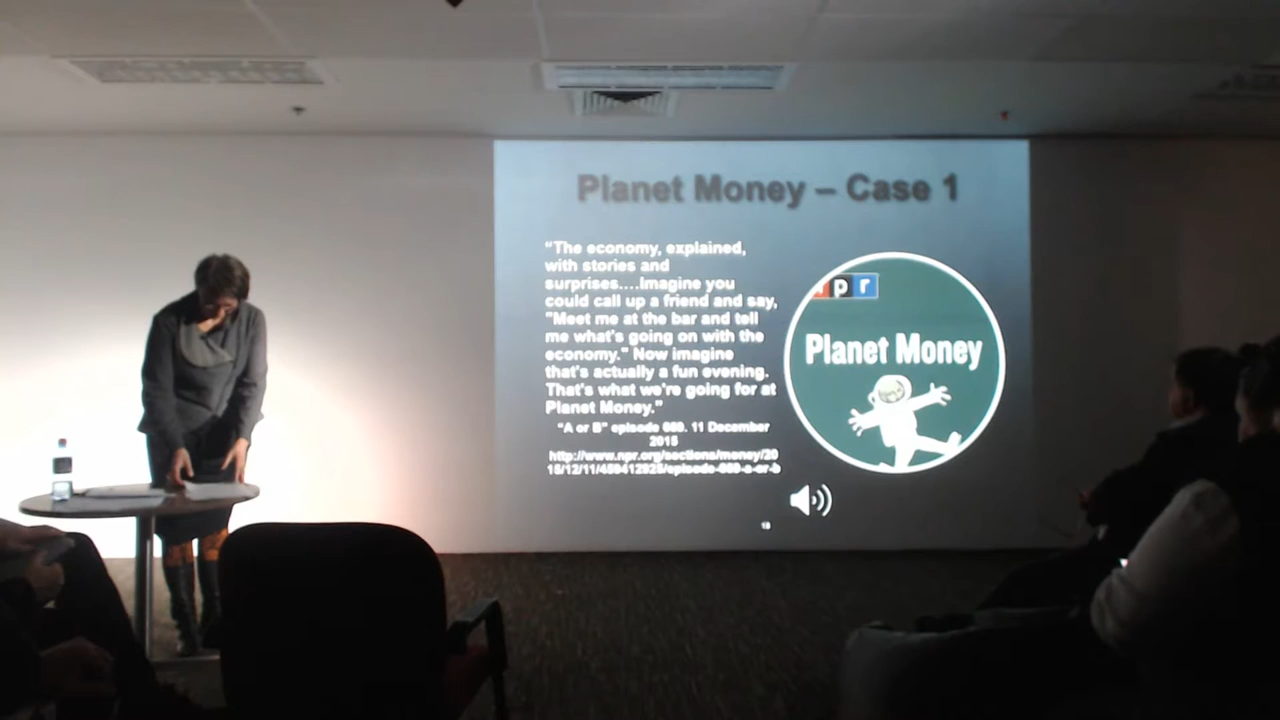 Planet Money – Case 1
"The economy, explained,
with stories and
surprises....Imagine you
could call up a friend and say,
"Meet me at the bar and tell
me what's going on with the
economy." Now imagine
that's actually a fun evening.
That's what we're going for at
Planet Money."
"A or B" episode 669. 11 December
2015
http://www.npr.org/sections/money/20
15/12/11/459412925/episode-669-a-or-b
npr
Planet Money